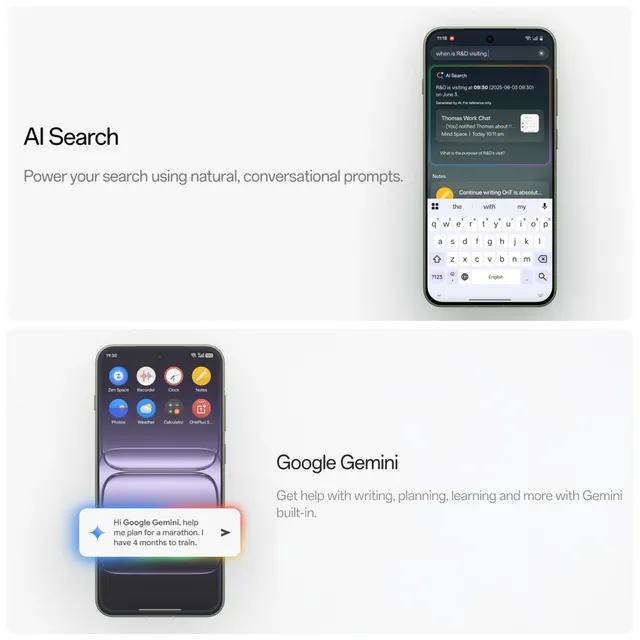 AI Search
Power your search using natural, conversational prompts.
11:18
when is R&D visiting
AI Search
R&D is visiting at 09:30 (2025-06-03 09:30)
on June 3.
Generated by AI. For reference only.
Thomas Work Chat
- [You] notified Thomas about R
Mind Space | Today 10:11 am
What is the purpose of R&D's visit?
Notes
Continue writing OnT is absolut...
the with my
q w e r t y u i o p
a s d f g h j k l
z x c v b n m
?123 English .
19:30
Zen Space Recorder Clock Notes
Photos Weather Calculator OnePlus S...
Hi Google Gemini, help
me plan for a marathon. I
have 4 months to train.
Google Gemini
Get help with writing, planning, learning and more with Gemini
built-in.